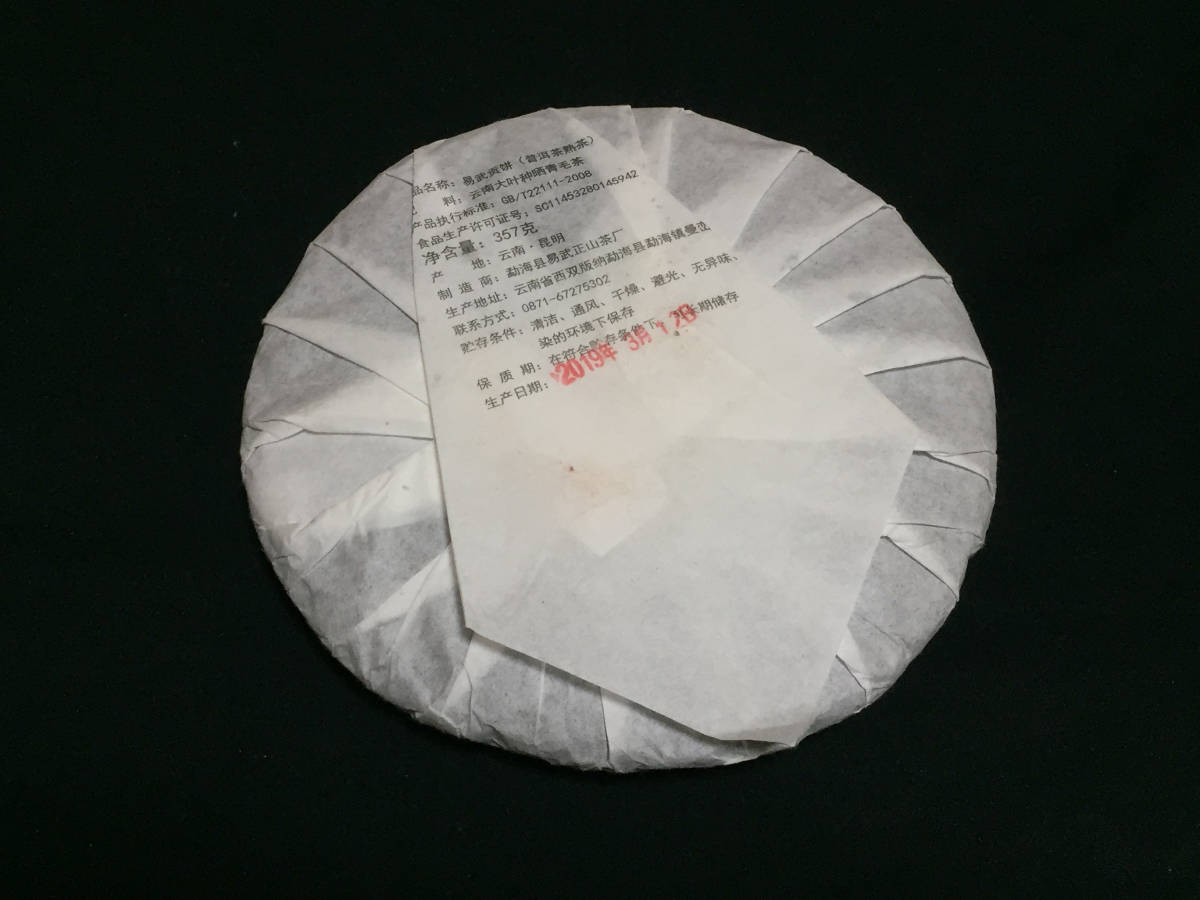 品名称：易武贡饼（普洱茶熟茶）
料：云南大叶种晒青毛茶
产品执行标准：GB/T22111-2008
食品生产许可证号：SC11453280145942
净含量：357克
产 地：云南·昆明
制 造 商：勐海县易武正山茶厂
生产地址：云南省西双版纳勐海县勐海镇曼
联系方式：0871-67275302
贮存条件：清洁、通风、干燥、避光、无异味、
染的环境下保存
保 质 期：在符合贮存条件下 长期储存
生产日期：2019年 3月 12日